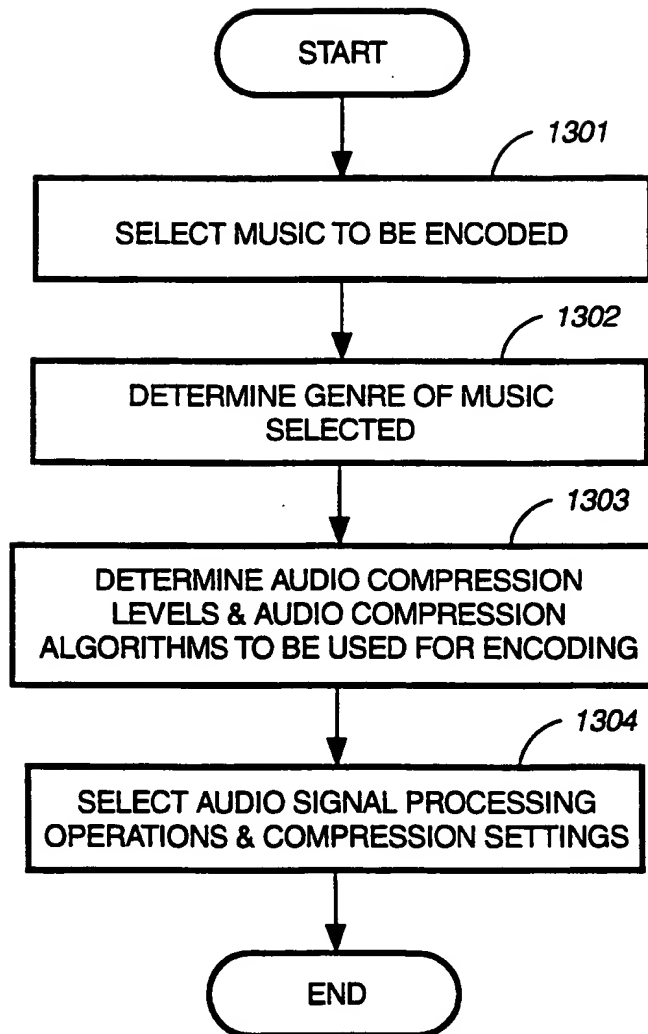 START
1301
SELECT MUSIC TO BE ENCODED
1302
DETERMINE GENRE OF MUSIC
SELECTED
1303
DETERMINE AUDIO COMPRESSION
LEVELS & AUDIO COMPRESSION
ALGORITHMS TO BE USED FOR ENCODING
1304
SELECT AUDIO SIGNAL PROCESSING
OPERATIONS & COMPRESSION SETTINGS
END